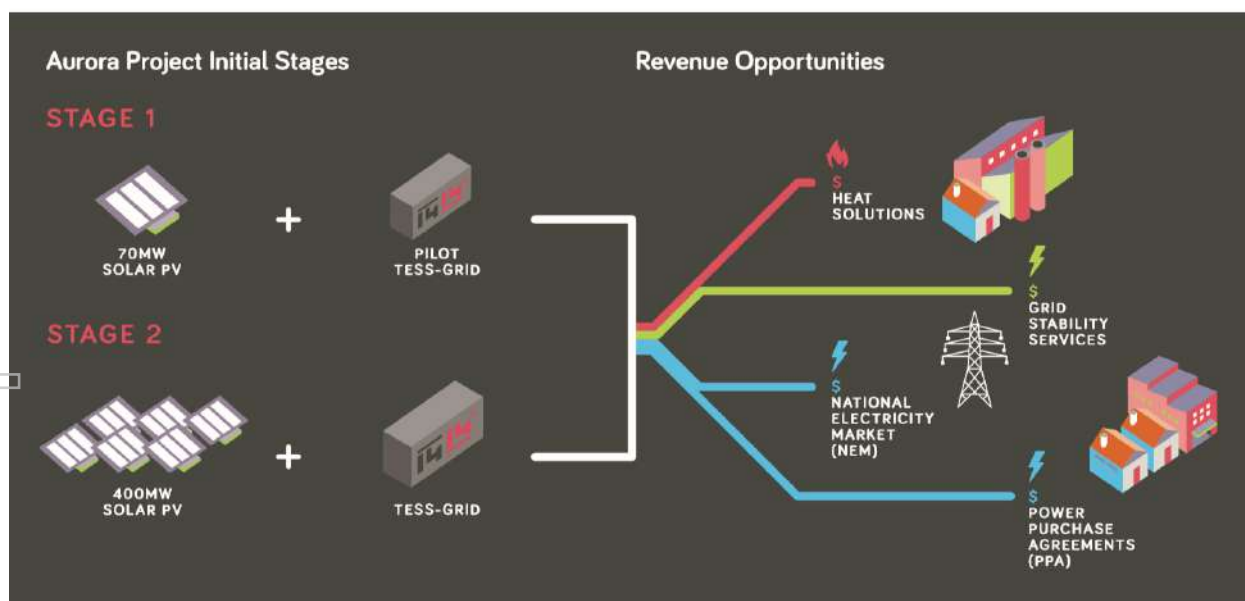 Aurora Project Initial Stages
Revenue Opportunities
STAGE 1
70MW
SOLAR PV
+
PILOT
TESS-GRID
STAGE 2
400MW
SOLAR PV
+
TESS-GRID
$
HEAT
SOLUTIONS
$
GRID
STABILITY
SERVICES
$
NATIONAL
ELECTRICITY
MARKET
(NEM)
$
POWER
PURCHASE
AGREEMENTS
(PPA)